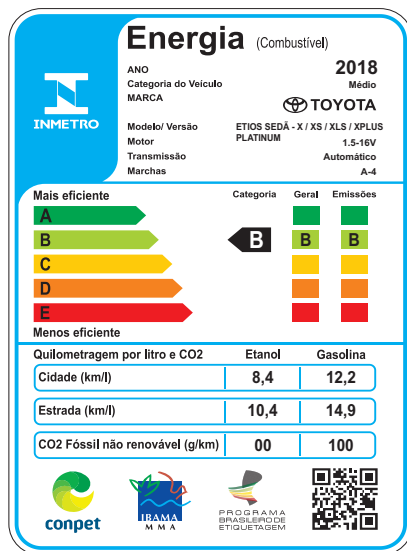 Energia (Combustível)
ANO 2018
Categoria do Veículo Médio
MARCA TOYOTA
INMETRO
Modelo/ Versão ETIOS SEDÃ - X / XS / XLS / XPLUS
PLATINUM
Motor 1.5-16V
Transmissão Automático
Marchas A-4
Mais eficiente Categoria Geral Emissões
A
B B B B
C
D
E
Menos eficiente
Quilometragem por litro e CO2 Etanol Gasolina
Cidade (km/l) 8,4 12,2
Estrada (km/l) 10,4 14,9
CO2 Fóssil não renovável (g/km) 00 100
conpet
IBAMA
MMA
PROGRAMA
BRASILEIRO DE
ETIQUETAGEM